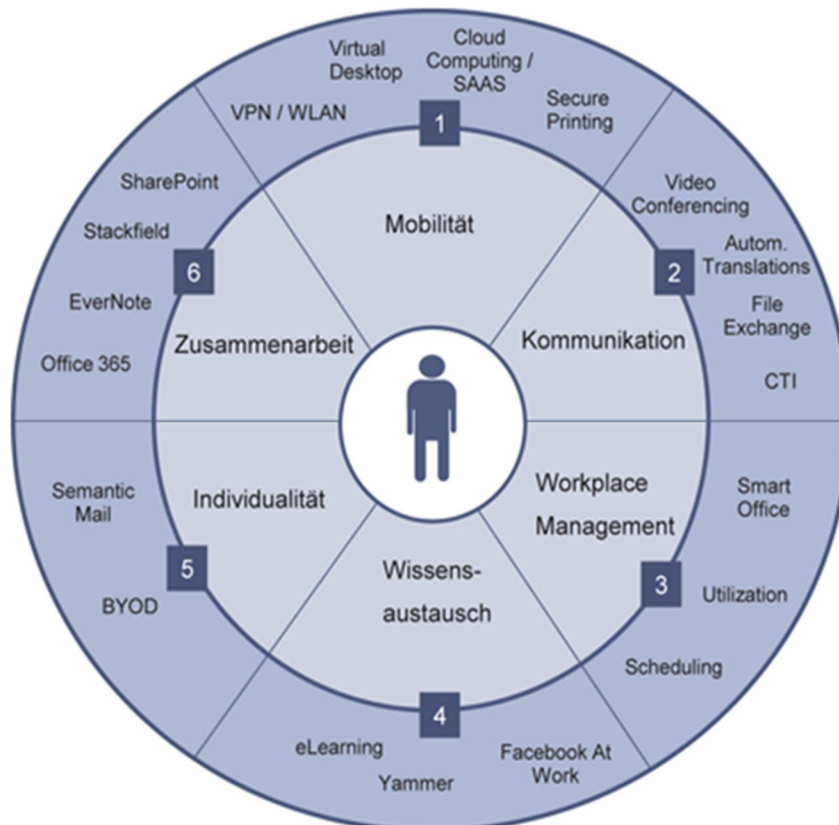 Virtual
Desktop
Cloud
Computing /
SAAS
VPN / WLAN
Secure
Printing
1
Mobilität
Video
Conferencing
Autom.
Translations
File
Exchange
CTI
2
Kommunikation
Smart
Office
Utilization
Scheduling
3
Workplace
Management
4
Wissens-
austausch
eLearning
Yammer
Facebook At
Work
5
Individualität
Semantic
Mail
BYOD
6
Zusammenarbeit
SharePoint
Stackfield
EverNote
Office 365